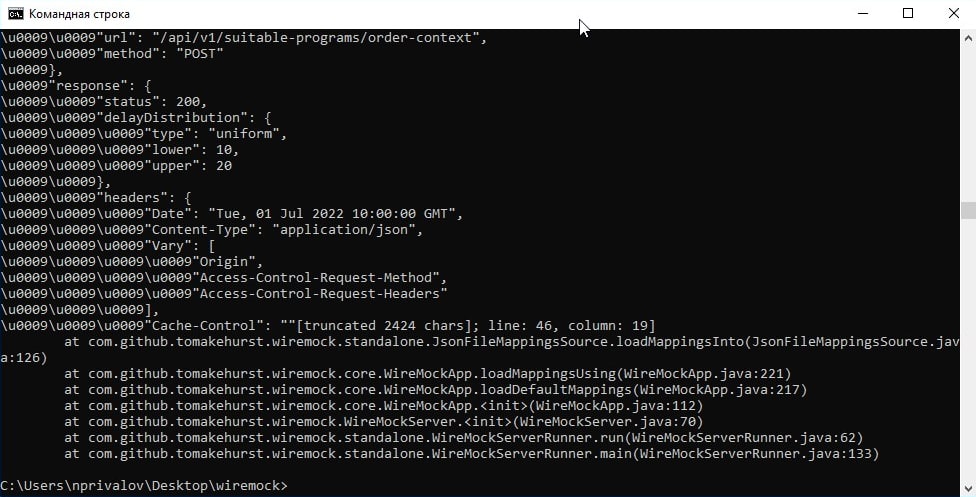 Командная строка
\u0009\u0009"url": "/api/v1/suitable-programs/order-context",
\u0009\u0009"method": "POST"
\u0009},
\u0009"response": {
\u0009\u0009"status": 200,
\u0009\u0009"delayDistribution": {
\u0009\u0009\u0009"type": "uniform",
\u0009\u0009\u0009"lower": 10,
\u0009\u0009\u0009"upper": 20
\u0009\u0009},
\u0009\u0009"headers": {
\u0009\u0009\u0009"Date": "Tue, 01 Jul 2022 10:00:00 GMT",
\u0009\u0009\u0009"Content-Type": "application/json",
\u0009\u0009\u0009"Vary": [
\u0009\u0009\u0009\u0009"Origin",
\u0009\u0009\u0009\u0009"Access-Control-Request-Method",
\u0009\u0009\u0009\u0009"Access-Control-Request-Headers"
\u0009\u0009\u0009],
\u0009\u0009\u0009"Cache-Control": ""[truncated 2424 chars]; line: 46, column: 19]
at com.github.tomakehurst.wiremock.standalone.JsonFileMappingsSource.loadMappingsInto(JsonFileMappingsSource.jav
a:126)
at com.github.tomakehurst.wiremock.core.WireMockApp.loadMappingsUsing(WireMockApp.java:221)
at com.github.tomakehurst.wiremock.core.WireMockApp.loadDefaultMappings(WireMockApp.java:217)
at com.github.tomakehurst.wiremock.core.WireMockApp.<init>(WireMockApp.java:112)
at com.github.tomakehurst.wiremock.WireMockServer.<init>(WireMockServer.java:70)
at com.github.tomakehurst.wiremock.standalone.WireMockServerRunner.run(WireMockServerRunner.java:62)
at com.github.tomakehurst.wiremock.standalone.WireMockServerRunner.main(WireMockServerRunner.java:133)
C:\Users\nprivalov\Desktop\wiremock>